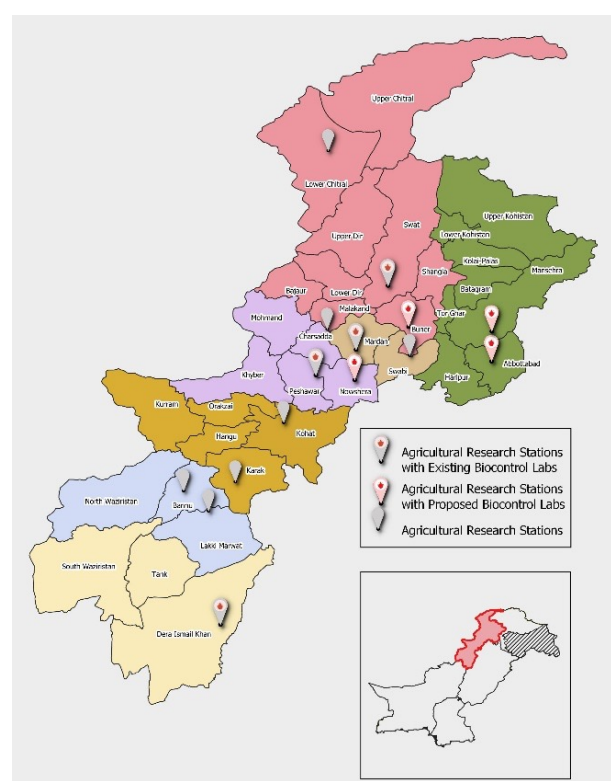 Upper Chitral
Lower Chitral
Swat
Upper Dir
Upper Kohistan
Lower Kohistan
Kolai Palas
Shangla
Mansehra
Batagram
Bajaur
Lower Dir
Malakand
Tor Ghar
Buner
Mohmand
Charsadda
Mardan
Abbottabad
Swabi
Haripur
Khyber
Peshawar
Nowshera
Kurram
Orakzai
Hangu
Kohat
Karak
North Waziristan
Bannu
Lakki Marwat
South Waziristan
Tank
Dera Ismail Khan
Agricultural Research Stations
with Existing Biocontrol Labs
Agricultural Research Stations
with Proposed Biocontrol Labs
Agricultural Research Stations